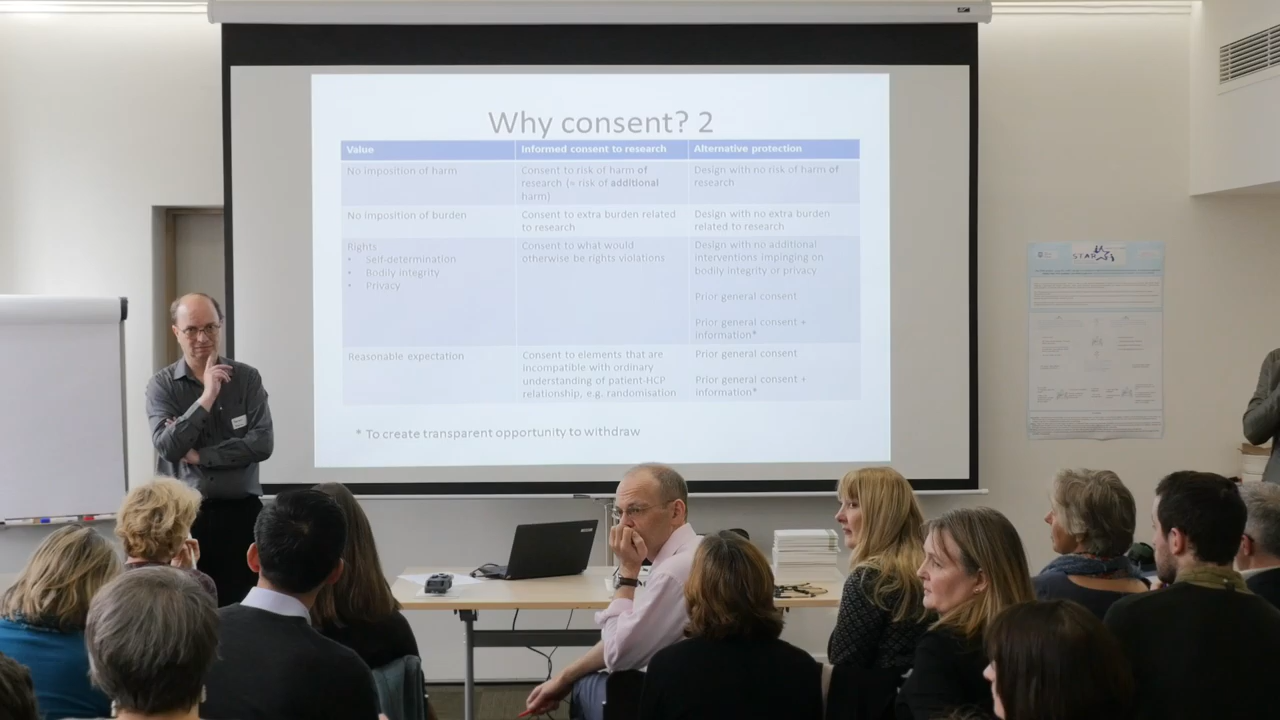 Why consent? 2
Value
Informed consent to research
Alternative protection
No imposition of harm
Consent to risk of harm of
research (= risk of additional
harm)
Design with no risk of harm of
research
No imposition of burden
Consent to extra burden related
to research
Design with no extra burden
related to research
Rights
• Self-determination
• Bodily integrity
• Privacy
Consent to what would
otherwise be rights violations
Design with no additional
interventions impinging on
bodily integrity or privacy
Prior general consent
Prior general consent +
information*
Reasonable expectation
Consent to elements that are
incompatible with ordinary
understanding of patient-HCP
relationship, e.g. randomisation
Prior general consent
Prior general consent +
information*
* To create transparent opportunity to withdraw
STAR